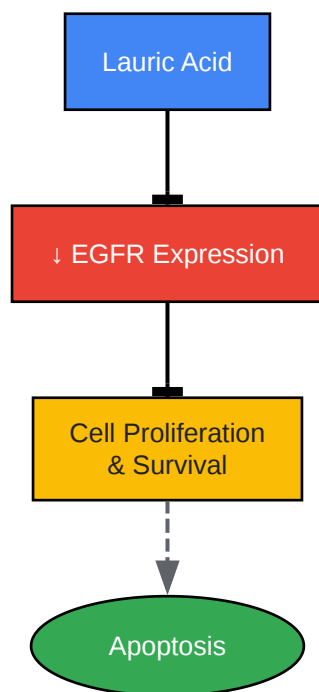 Lauric Acid
↓ EGFR Expression
Cell Proliferation
& Survival
Apoptosis